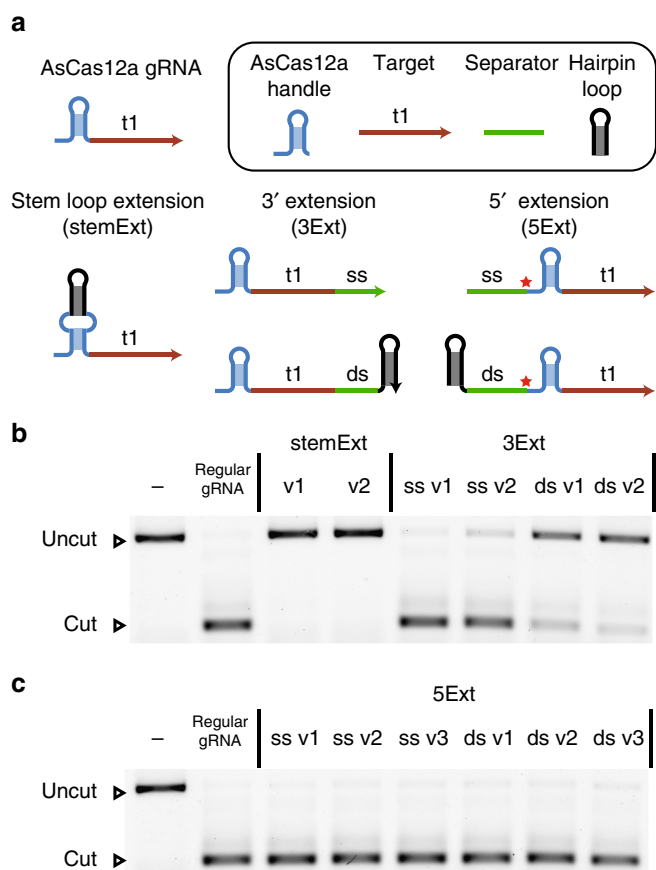 a
AsCas12a gRNA
t1
AsCas12a handle
Target
t1
Separator
Hairpin loop
Stem loop extension
(stemExt)
t1
3′ extension
(3Ext)
t1 ss
t1 ds
5′ extension
(5Ext)
ss t1
ds t1
b
stemExt 3Ext
– Regular gRNA v1 v2 ss v1 ss v2 ds v1 ds v2
Uncut
Cut
c
5Ext
– Regular gRNA ss v1 ss v2 ss v3 ds v1 ds v2 ds v3
Uncut
Cut